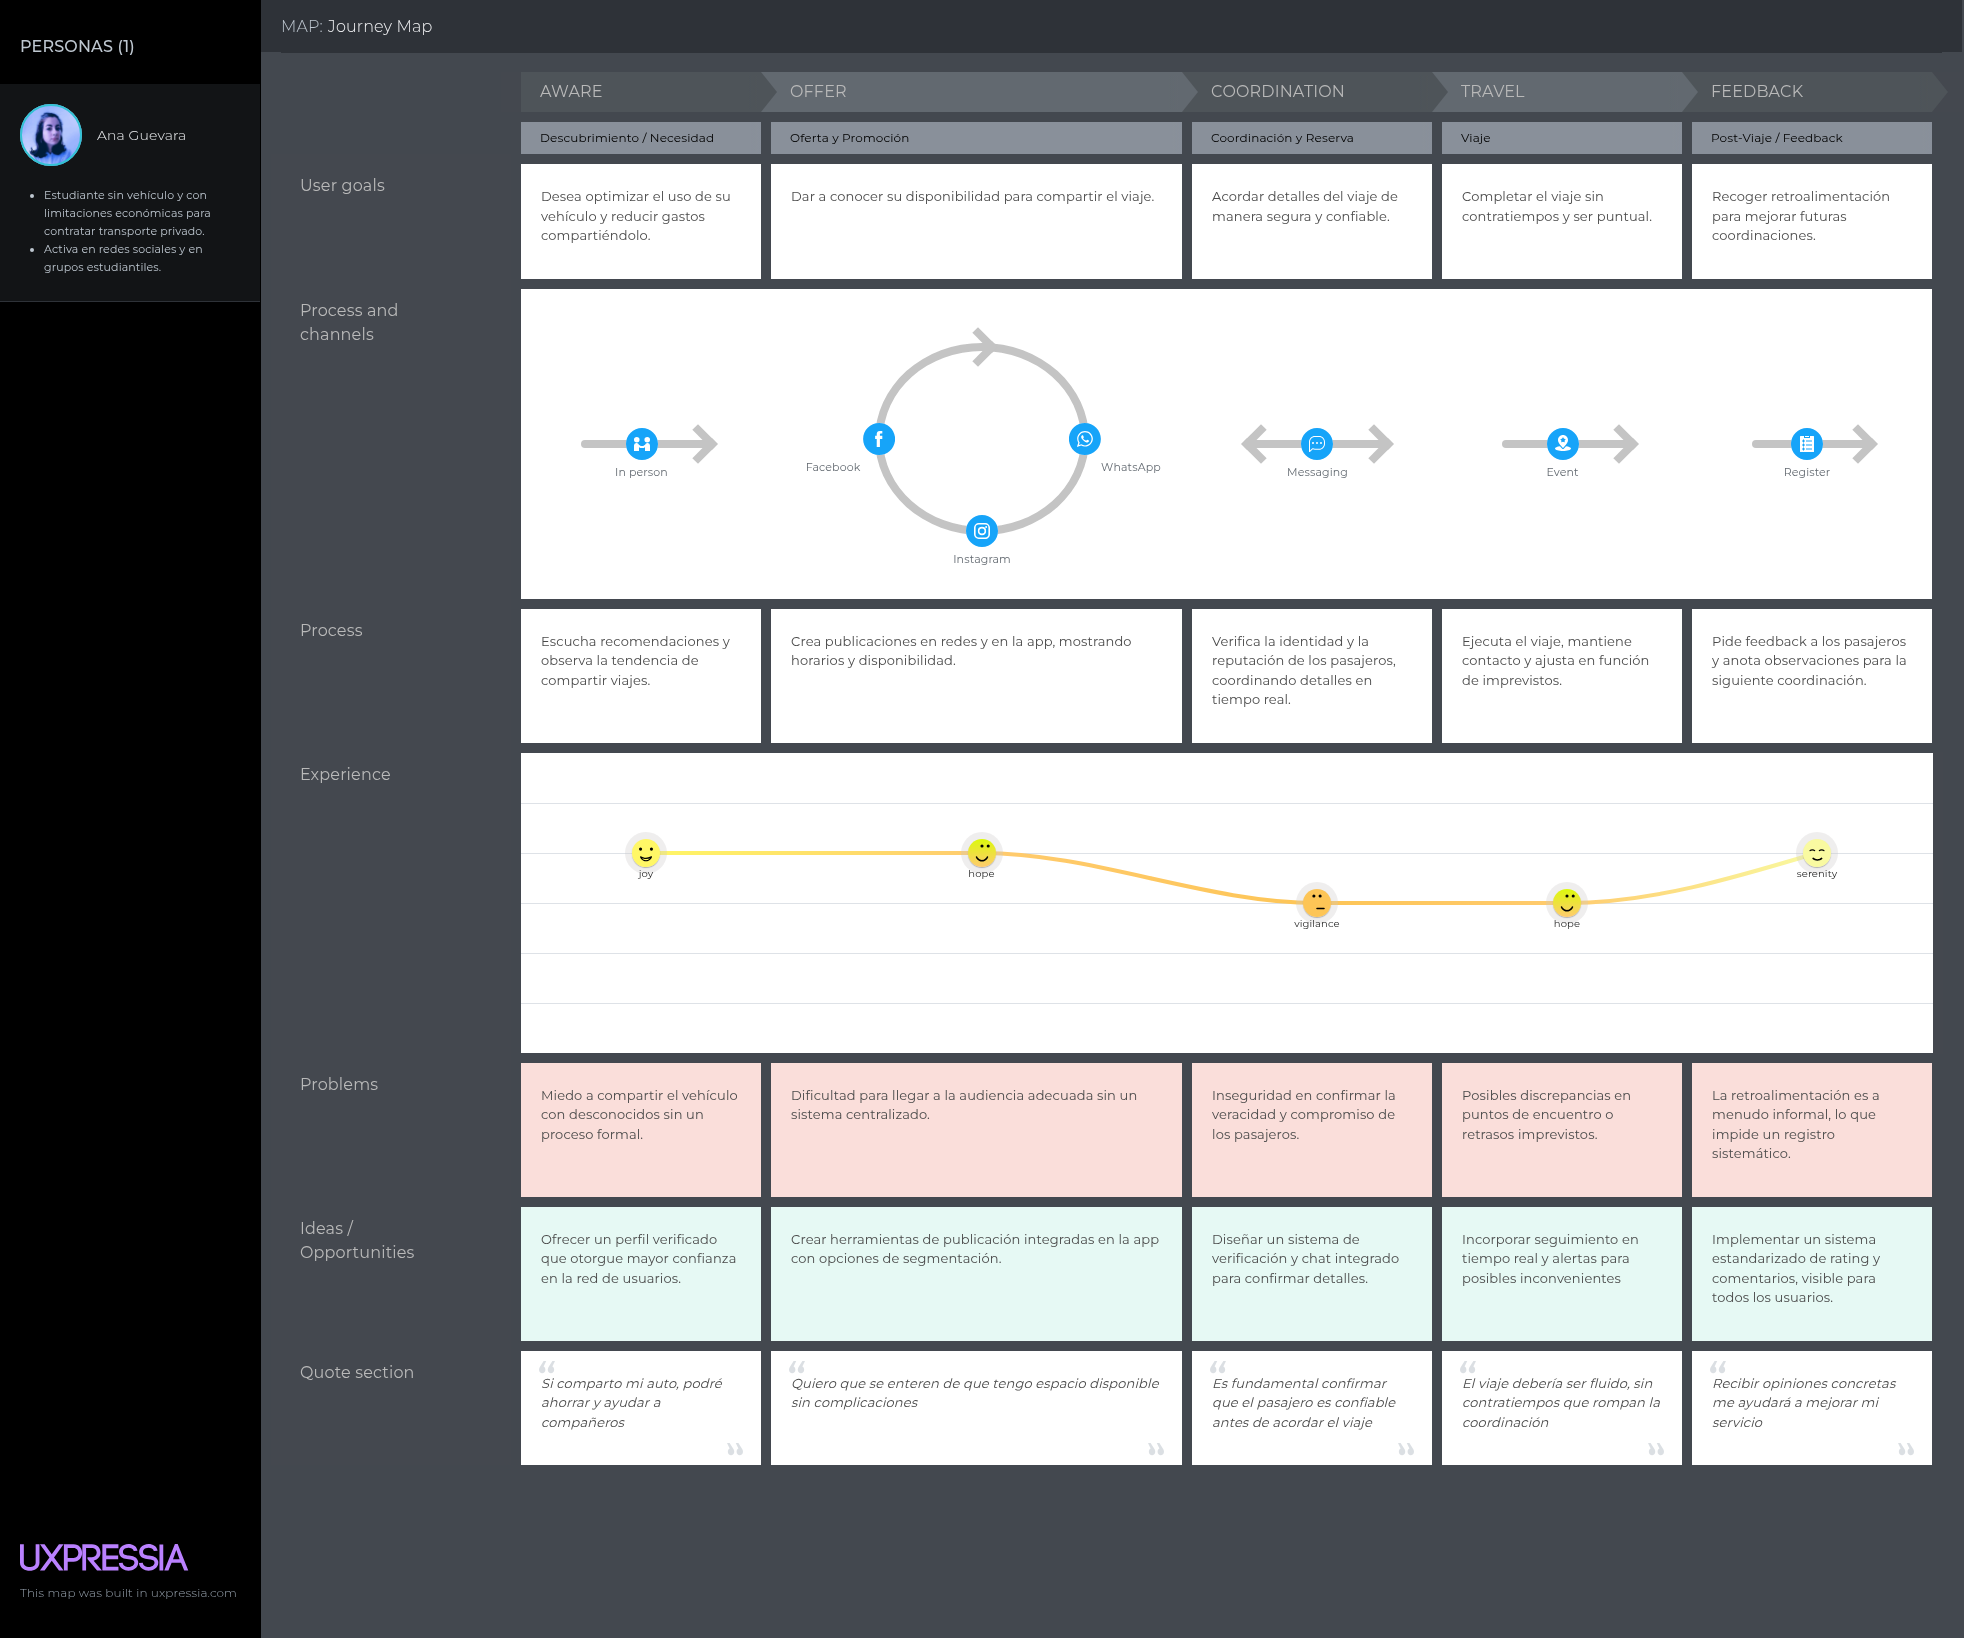 PERSONAS (1)
Ana Guevara
Estudiante sin vehículo y con
limitaciones económicas para
contratar transporte privado.
Activa en redes sociales y en
grupos estudiantiles.
MAP: Journey Map
AWARE
OFFER
COORDINATION
TRAVEL
FEEDBACK
Descubrimiento / Necesidad
Oferta y Promoción
Coordinación y Reserva
Viaje
Post-Viaje / Feedback
User goals
Desea optimizar el uso de su
vehículo y reducir gastos
compartiéndolo.
Dar a conocer su disponibilidad para compartir el viaje.
Acordar detalles del viaje de
manera segura y confiable.
Completar el viaje sin
contratiempos y ser puntual.
Recoger retroalimentación
para mejorar futuras
coordinaciones.
Process and
channels
In person
Facebook
WhatsApp
Instagram
Messaging
Event
Register
Process
Escucha recomendaciones y
observa la tendencia de
compartir viajes.
Crea publicaciones en redes y en la app, mostrando
horarios y disponibilidad.
Verifica la identidad y la
reputación de los pasajeros,
coordinando detalles en
tiempo real.
Ejecuta el viaje, mantiene
contacto y ajusta en función
de imprevistos.
Pide feedback a los pasajeros
y anota observaciones para la
siguiente coordinación.
Experience
joy
hope
vigilance
hope
serenity
Problems
Miedo a compartir el vehículo
con desconocidos sin un
proceso formal.
Dificultad para llegar a la audiencia adecuada sin un
sistema centralizado.
Inseguridad en confirmar la
veracidad y compromiso de
los pasajeros.
Posibles discrepancias en
puntos de encuentro o
retrasos imprevistos.
La retroalimentación es a
menudo informal, lo que
impide un registro
sistemático.
Ideas /
Opportunities
Ofrecer un perfil verificado
que otorgue mayor confianza
en la red de usuarios.
Crear herramientas de publicación integradas en la app
con opciones de segmentación.
Diseñar un sistema de
verificación y chat integrado
para confirmar detalles.
Incorporar seguimiento en
tiempo real y alertas para
posibles inconvenientes
Implementar un sistema
estandarizado de rating y
comentarios, visible para
todos los usuarios.
Quote section
“
Si comparto mi auto, podré
ahorrar y ayudar a
compañeros
”
“
Quiero que se enteren de que tengo espacio disponible
sin complicaciones
”
“
Es fundamental confirmar
que el pasajero es confiable
antes de acordar el viaje
”
“
El viaje debería ser fluido, sin
contratiempos que rompan la
coordinación
”
“
Recibir opiniones concretas
me ayudará a mejorar mi
servicio
”
UXPRESSIA
This map was built in uxpressia.com